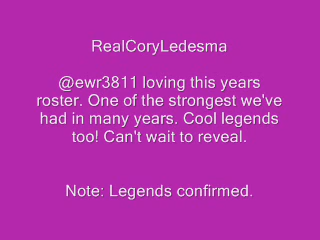 RealCoryLedesma
@ewr3811 loving this years
roster. One of the strongest we've
had in many years. Cool legends
too! Can't wait to reveal.
Note: Legends confirmed.